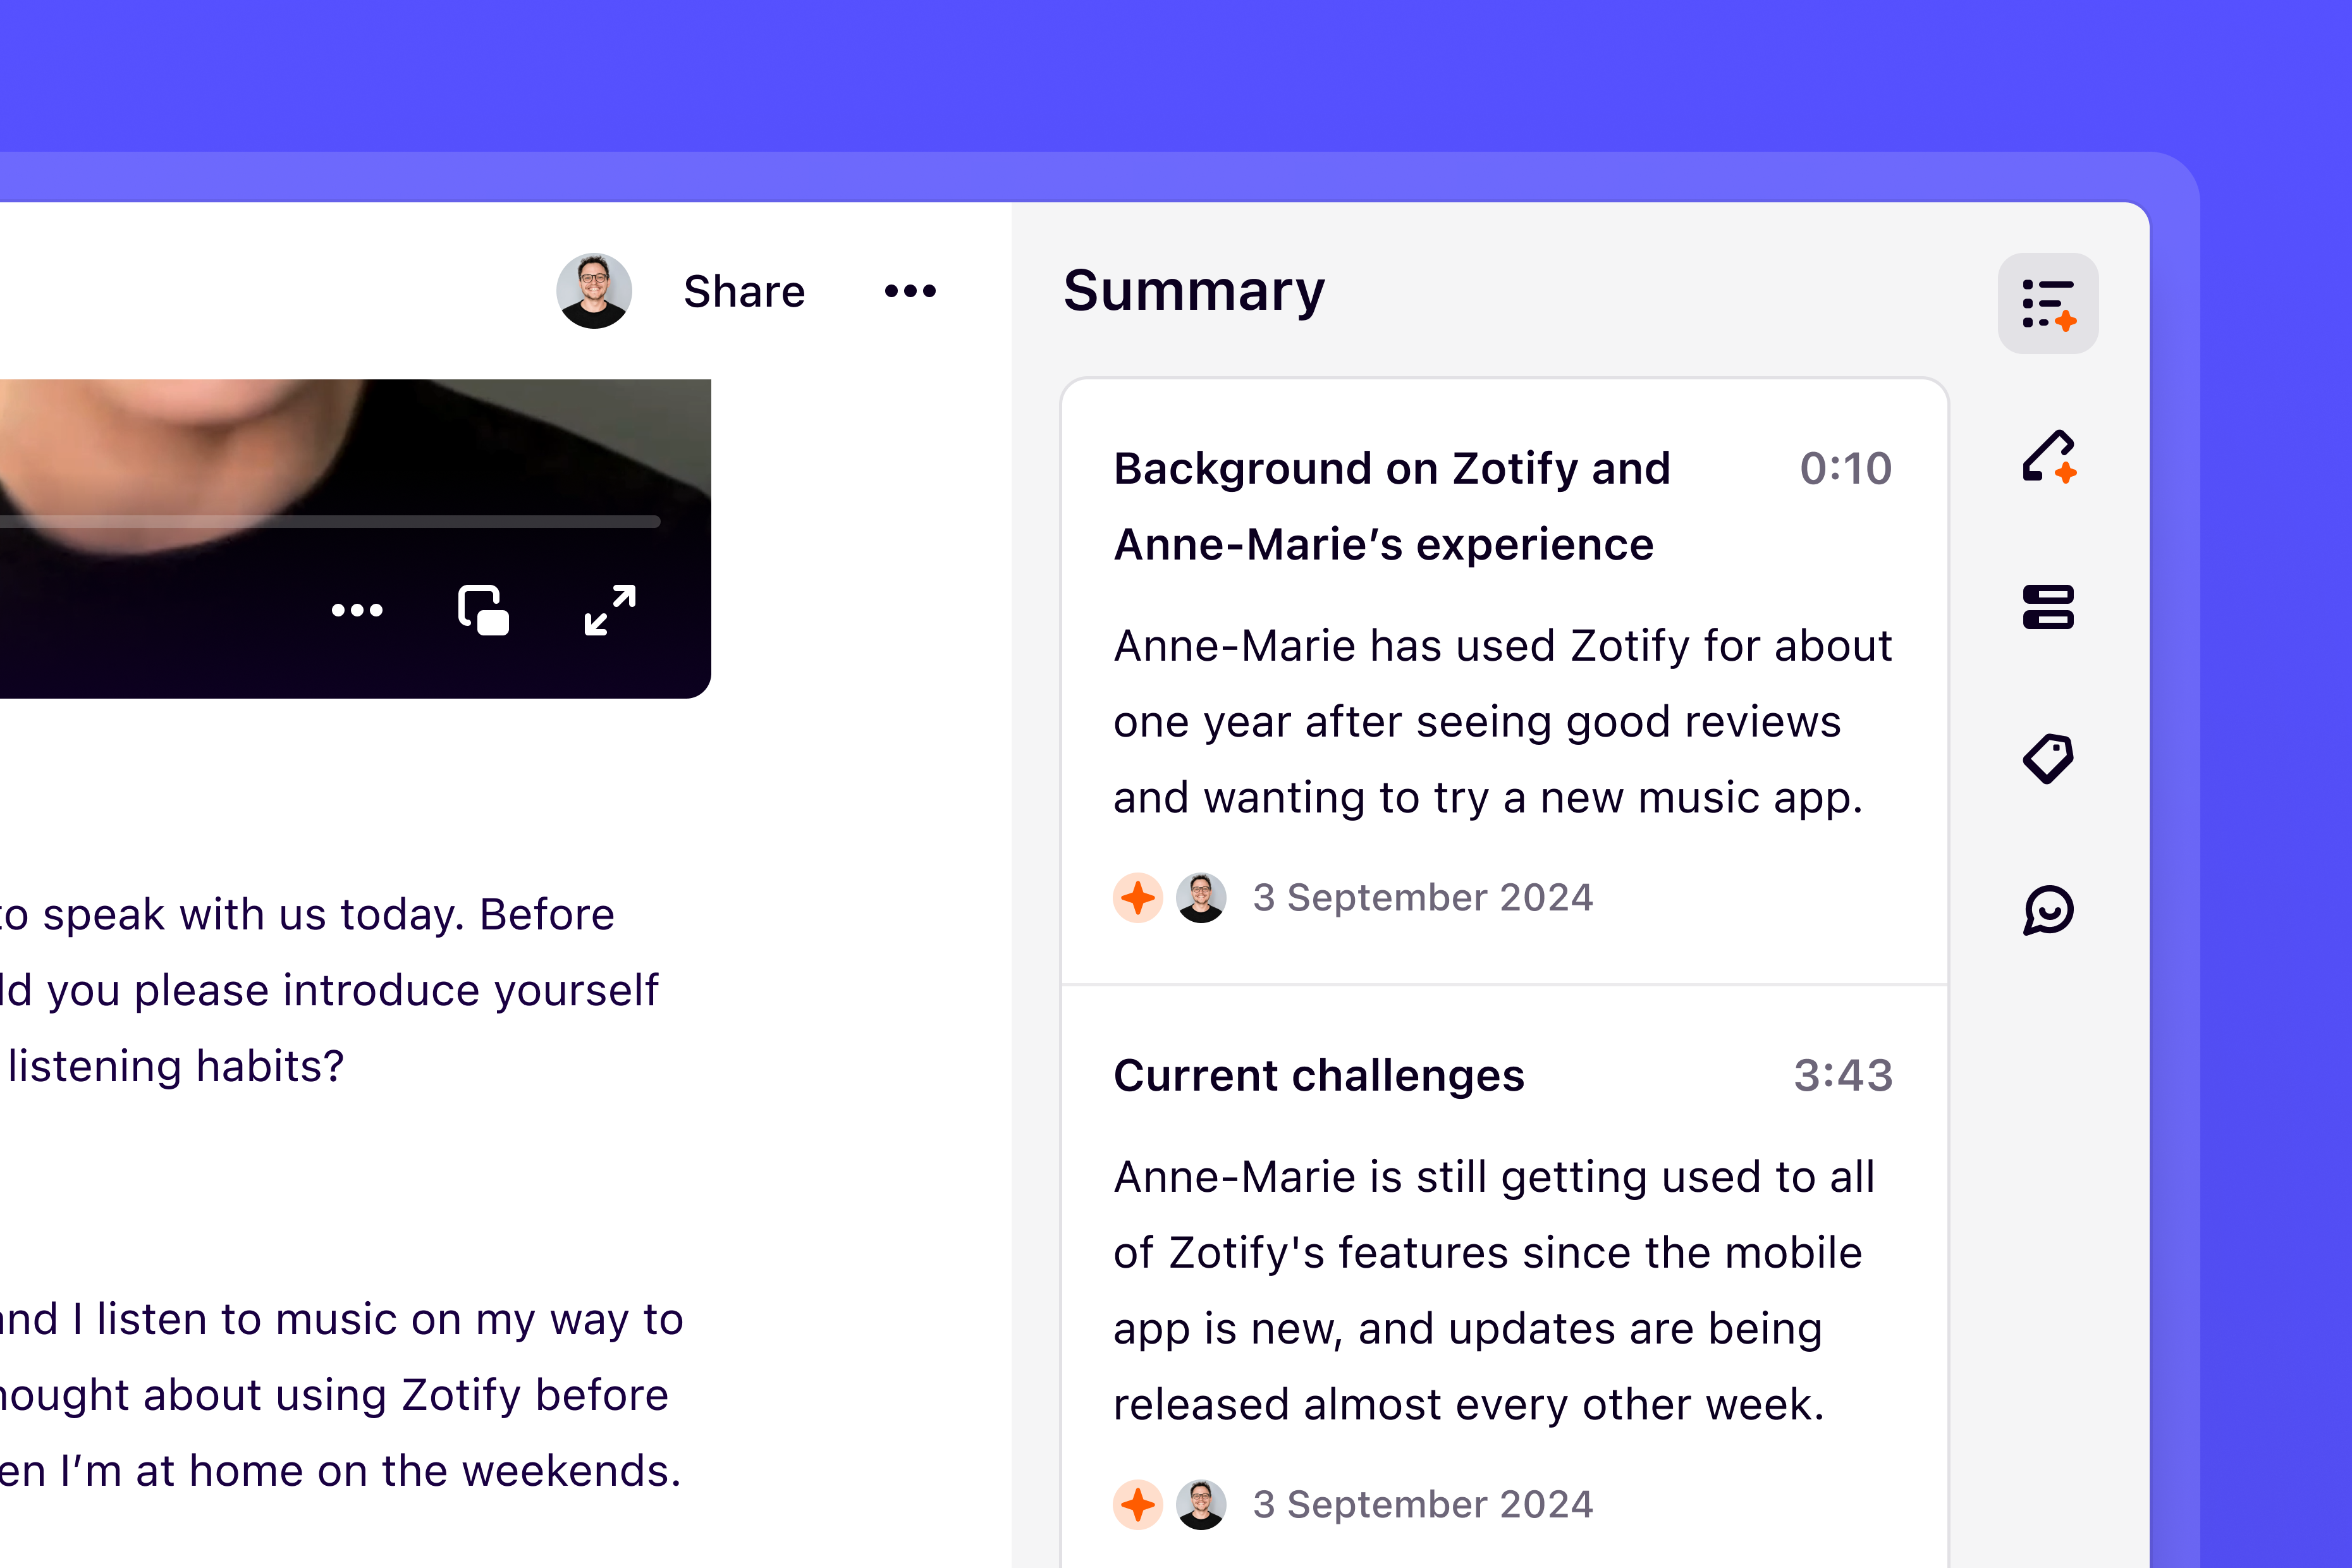 Share
to speak with us today. Before
you please introduce yourself
listening habits?
I listen to music on my way to
about using Zotify before
I’m at home on the weekends.
Summary
Background on Zotify and 0:10
Anne-Marie’s experience
Anne-Marie has used Zotify for about
one year after seeing good reviews
and wanting to try a new music app.
3 September 2024
Current challenges 3:43
Anne-Marie is still getting used to all
of Zotify's features since the mobile
app is new, and updates are being
released almost every other week.
3 September 2024